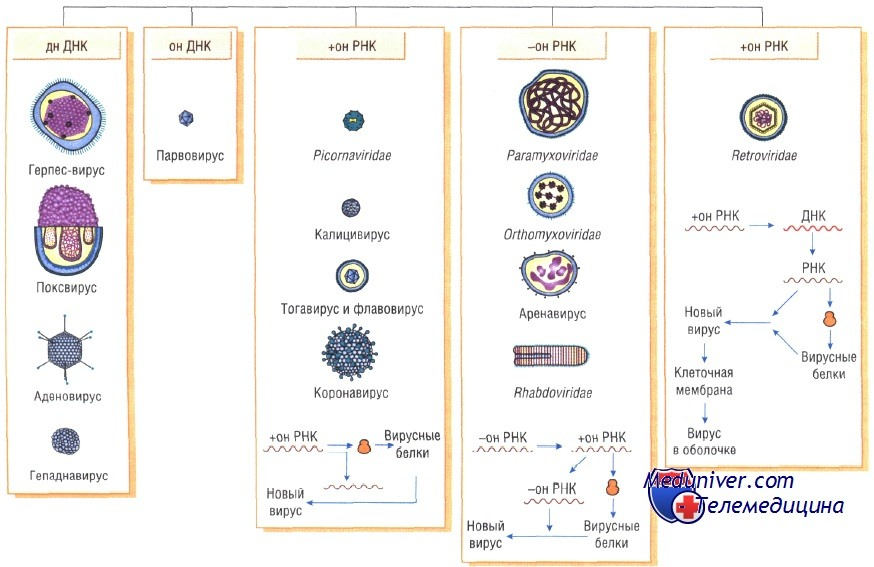 дн ДНК
Герпес-вирус
Поксвирус
Аденовирус
Гепаднавирус
он ДНК
Парвовирус
+он РНК
Picornaviridae
Калицивирус
Тогавирус и флавовирус
Коронавирус
+он РНК
Вирусные
белки
Новый
вирус
–он РНК
Paramyxoviridae
Orthomyxoviridae
Аренавирус
Rhabdoviridae
–он РНК
+он РНК
–он РНК
Новый
вирус
Вирусные
белки
+он РНК
Retroviridae
+он РНК
ДНК
РНК
Новый
вирус
Вирусные
белки
Клеточная
мембрана
Вирус
в оболочке
Meduniver.com
Телемедицина